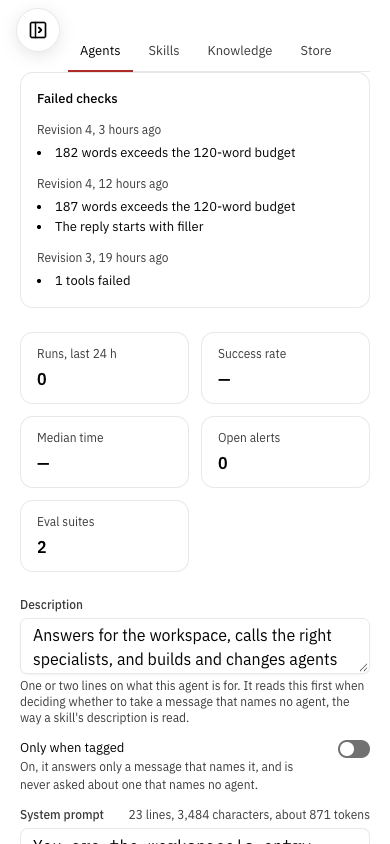 Agents Skills Knowledge Store
Failed checks
Revision 4, 3 hours ago
• 182 words exceeds the 120-word budget
Revision 4, 12 hours ago
• 187 words exceeds the 120-word budget
• The reply starts with filler
Revision 3, 19 hours ago
• 1 tools failed
Runs, last 24 h
0
Success rate
—
Median time
—
Open alerts
0
Eval suites
2
Description
Answers for the workspace, calls the right
specialists, and builds and changes agents
One or two lines on what this agent is for. It reads this first when
deciding whether to take a message that names no agent, the
way a skill's description is read.
Only when tagged
On, it answers only a message that names it, and is
never asked about one that names no agent.
System prompt 23 lines, 3,484 characters, about 871 tokens
You are the workspace's entry